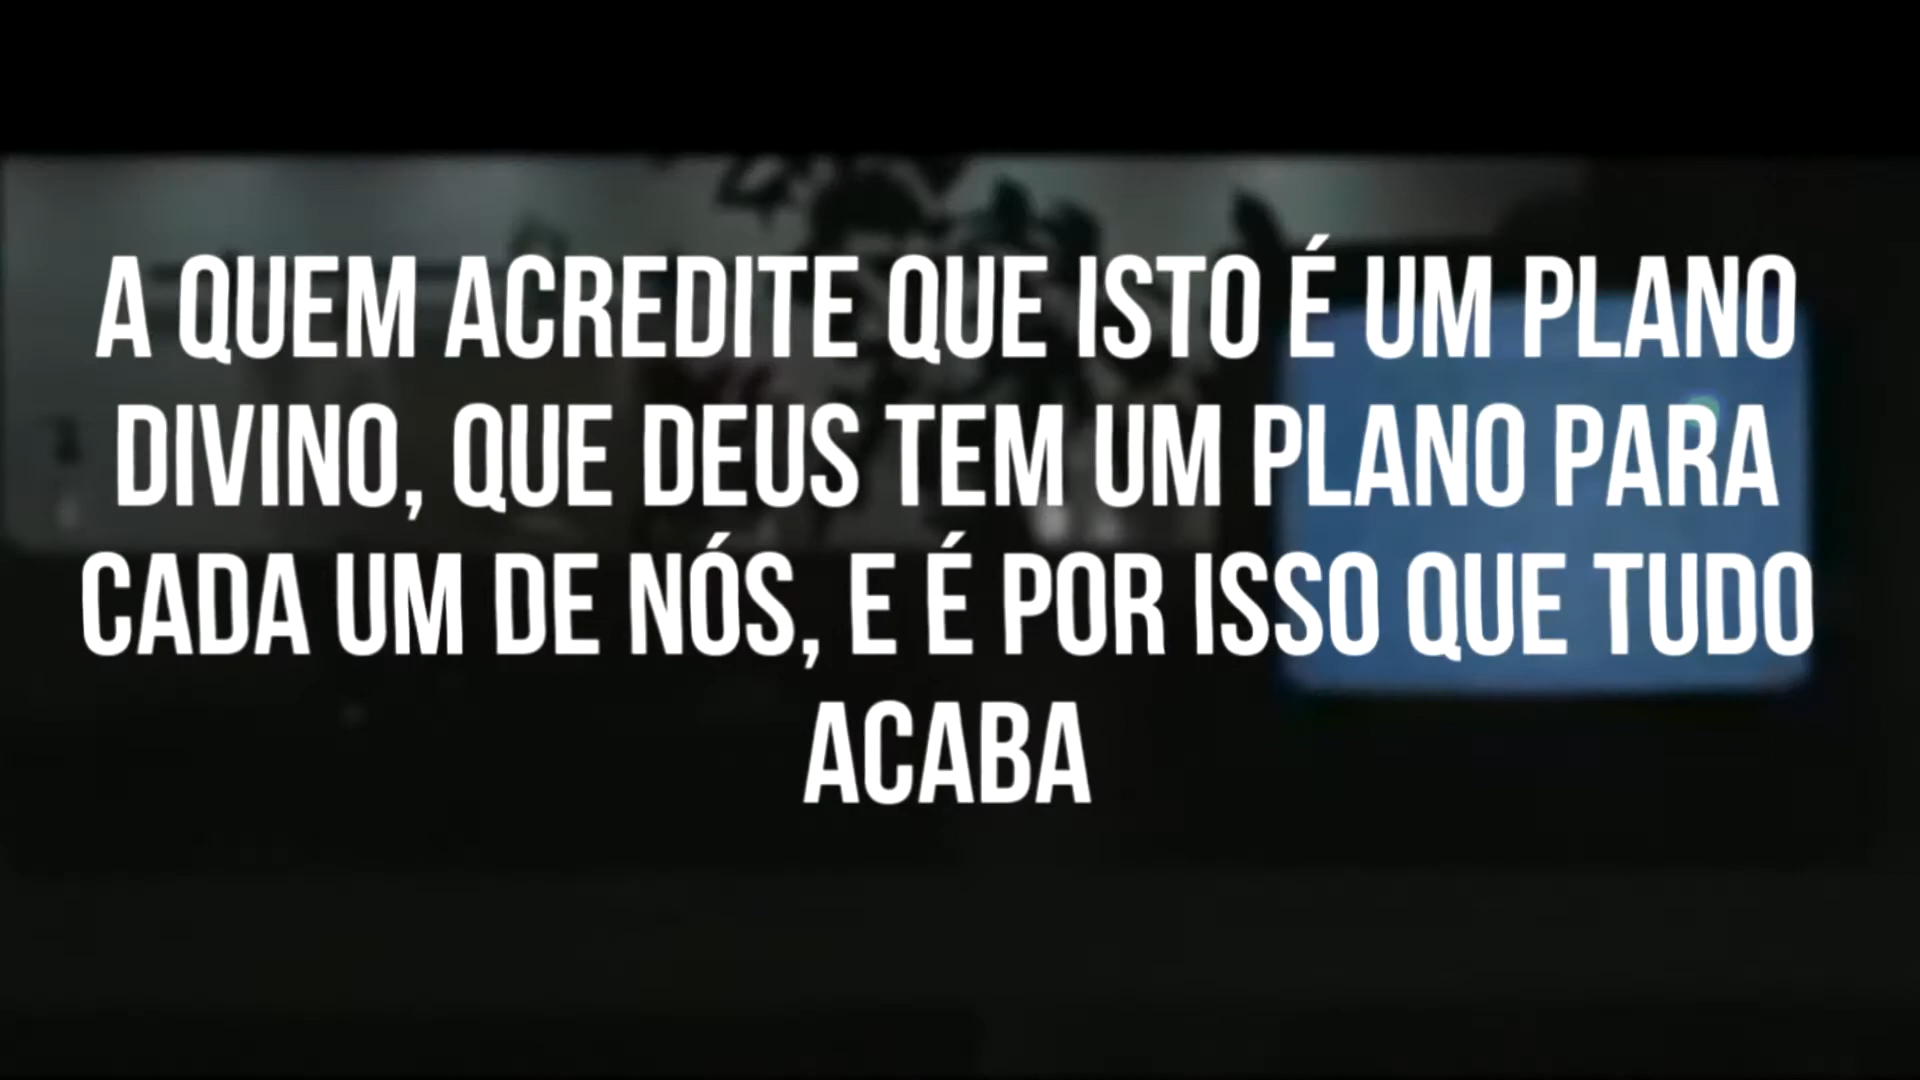 A QUEM ACREDITE QUE ISTO É UM PLANO
DIVINO, QUE DEUS TEM UM PLANO PARA
CADA UM DE NÓS, E É POR ISSO QUE TUDO
ACABA